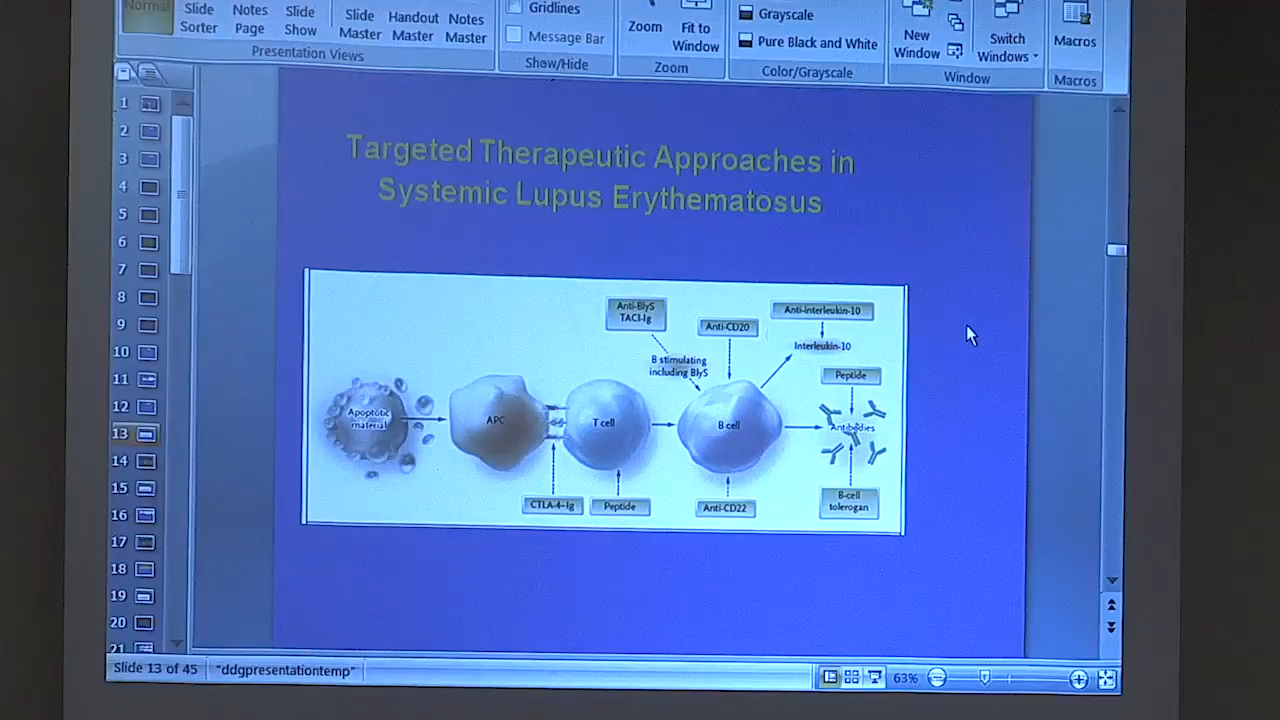 Normal
Slide Sorter
Notes Page
Slide Show
Slide Master
Handout Master
Notes Master
Presentation Views
Gridlines
Message Bar
Show/Hide
Zoom
Fit to Window
Zoom
Grayscale
Pure Black and White
Color/Grayscale
New Window
Switch Windows
Window
Macros
Macros
1
2
3
4
5
6
7
8
9
10
11
12
13
14
15
16
17
18
19
20
21
Targeted Therapeutic Approaches in
Systemic Lupus Erythematosus
Anti-BlyS
TACI-Ig
Anti-CD20
Anti-interleukin-10
Interleukin-10
B stimulating
including BlyS
Peptide
Apoptotic
material
APC
T cell
B cell
Antibodies
CTLA-4-Ig
Peptide
Anti-CD22
B-cell
tolerogan
Slide 13 of 45
"ddgpresentationtemp"
63%